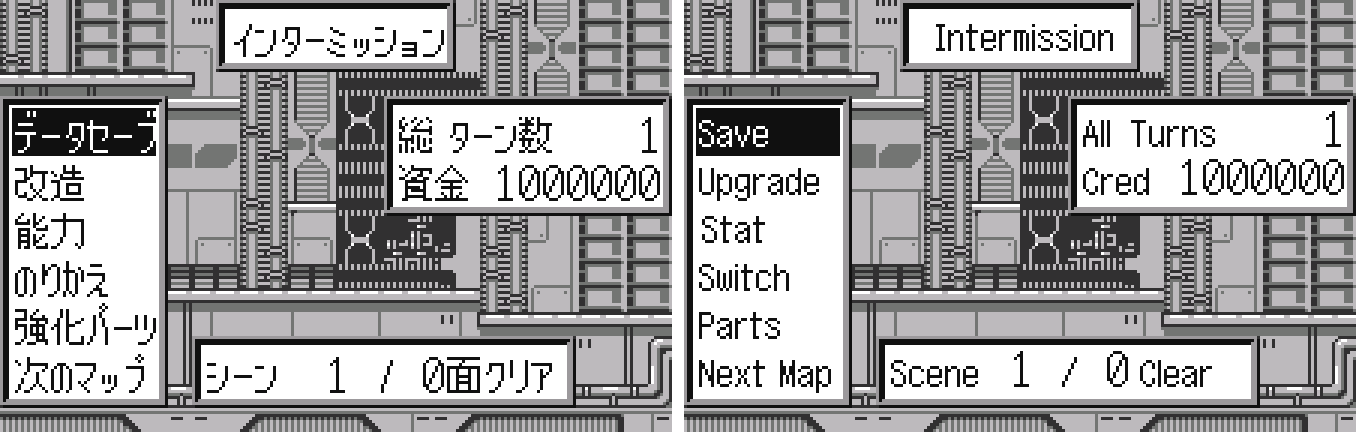 インターミッション
データセーブ
改造
能力
のりかえ
強化パーツ
次のマップ
総 ターン数 1
資金 1000000
シーン 1 / 0面クリア
Intermission
Save
Upgrade
Stat
Switch
Parts
Next Map
All Turns 1
Cred 1000000
Scene 1 / 0 Clear